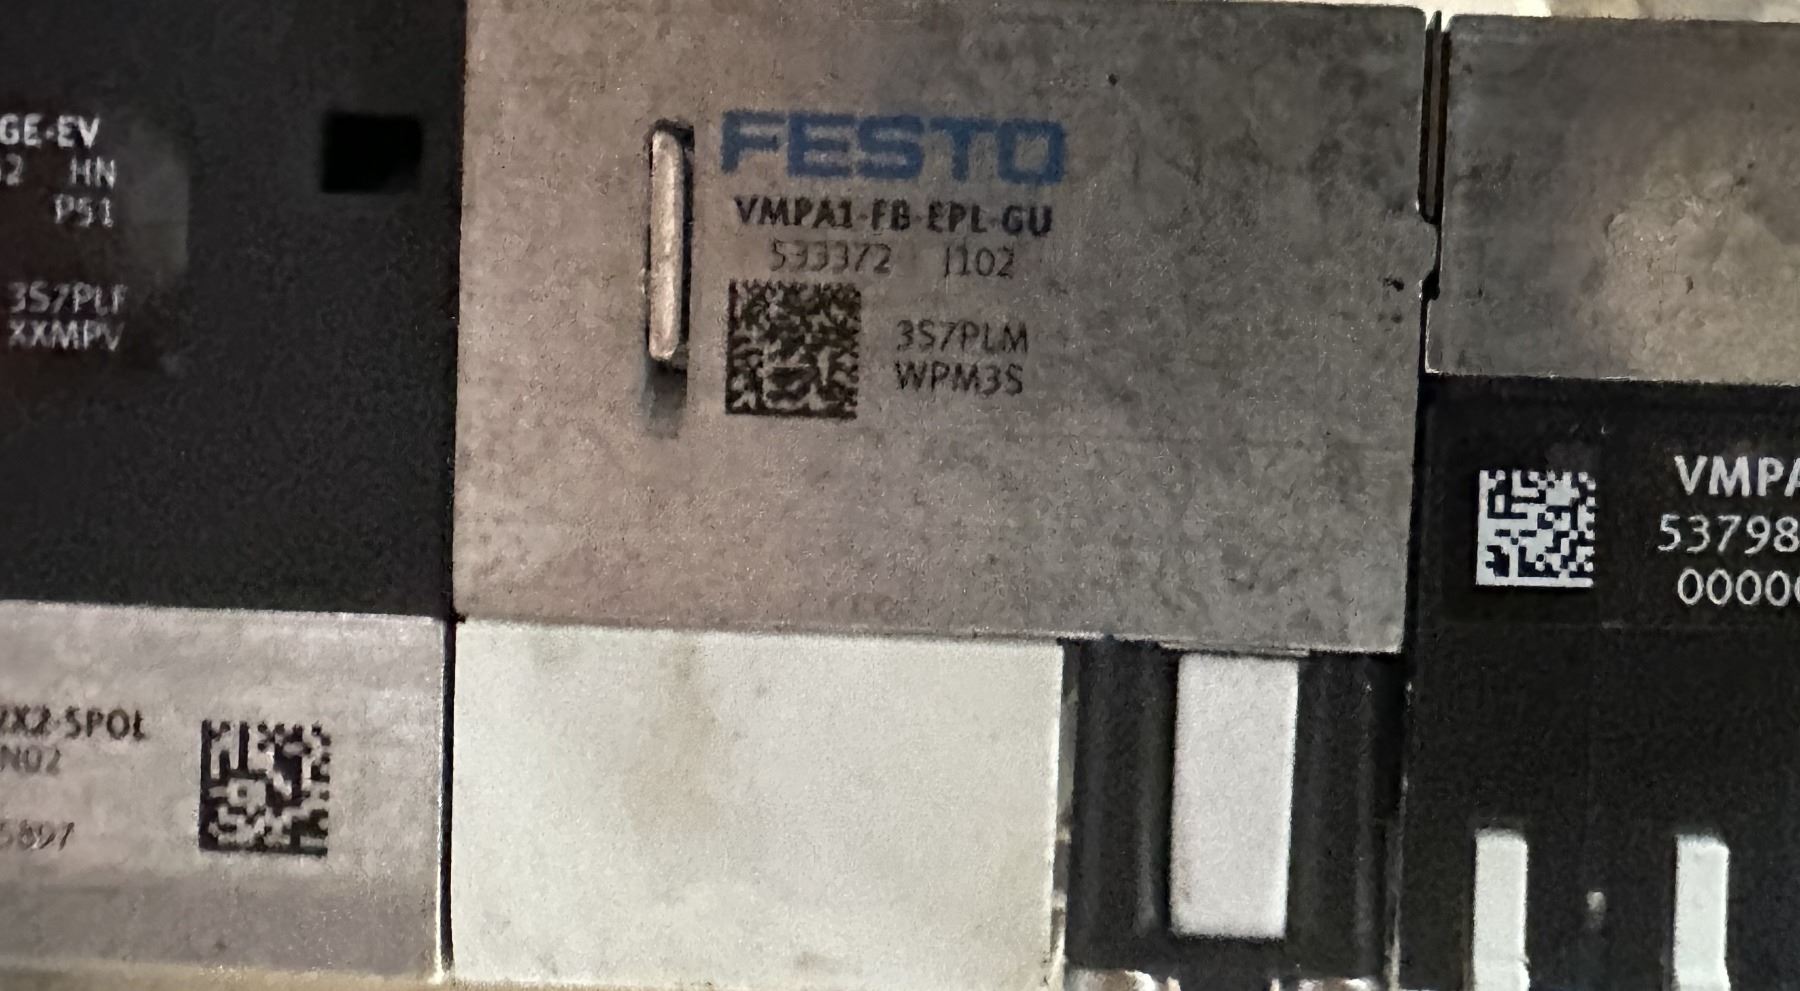 GE-EV
HN
P51
3S7PLF
XXMPV
FESTO
VMPA1-FB-EPL-GU
533372 J102
3S7PLM
WPM3S
VMPA
53798
0000
X2-5POL
N02
5897